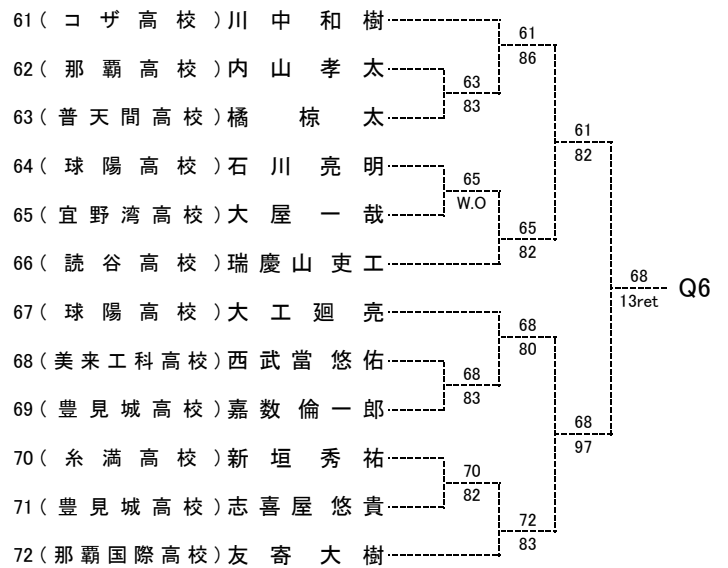 61 ( コ ザ 高 校 ) 川 中 和 樹
61
86
62 ( 那 覇 高 校 ) 内 山 孝 太
63
83
63 ( 普 天 間 高 校 ) 橘 椋 太
61
82
64 ( 球 陽 高 校 ) 石 川 亮 明
65
W.O
65 ( 宜 野 湾 高 校 ) 大 屋 一 哉
65
82
66 ( 読 谷 高 校 ) 瑞 慶 山 吏 工
68
13ret
Q6
67 ( 球 陽 高 校 ) 大 工 廻 亮
68
80
68 ( 美 来 工 科 高 校 ) 西 武 當 悠 佑
68
83
69 ( 豊 見 城 高 校 ) 嘉 数 倫 一 郎
68
97
70 ( 糸 満 高 校 ) 新 垣 秀 祐
70
82
71 ( 豊 見 城 高 校 ) 志 喜 屋 悠 貴
72
83
72 ( 那 覇 国 際 高 校 ) 友 寄 大 樹